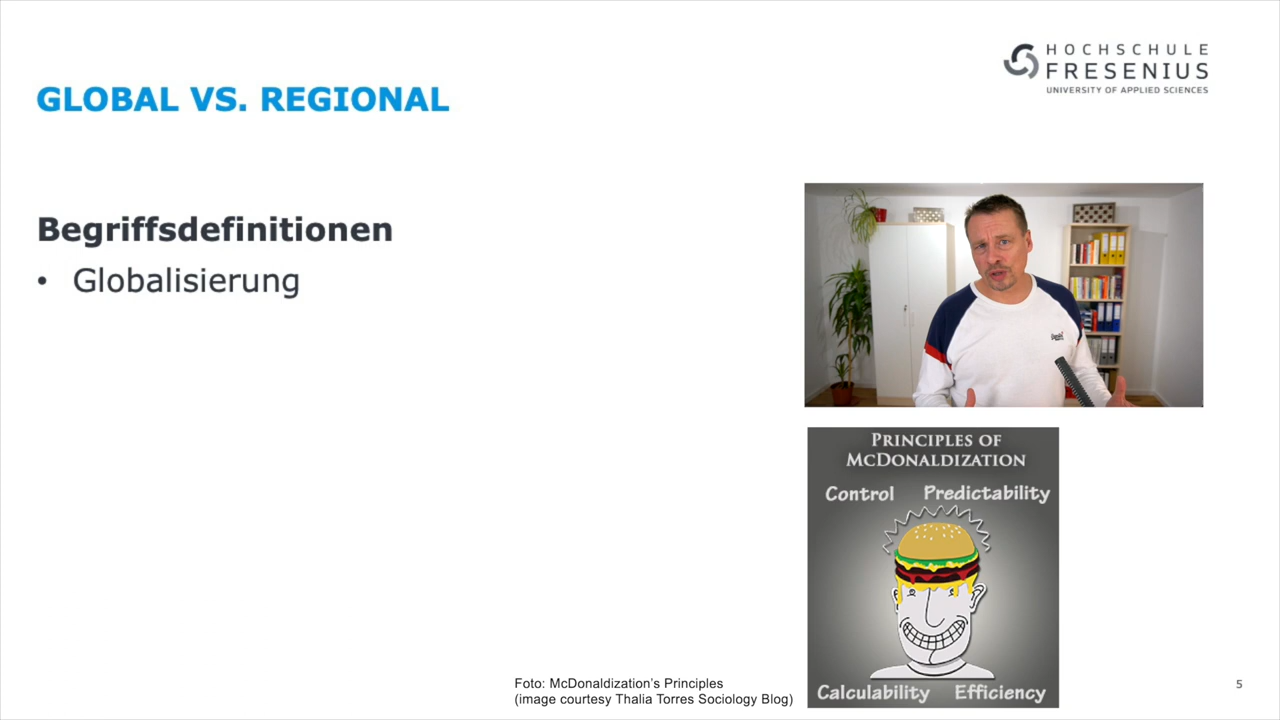 HOCHSCHULE
FRESENIUS
UNIVERSITY OF APPLIED SCIENCES
GLOBAL VS. REGIONAL
Begriffsdefinitionen
• Globalisierung
PRINCIPLES OF
MCDONALDIZATION
Control Predictability
Calculability Efficiency
Foto: McDonaldization’s Principles
(image courtesy Thalia Torres Sociology Blog)
5